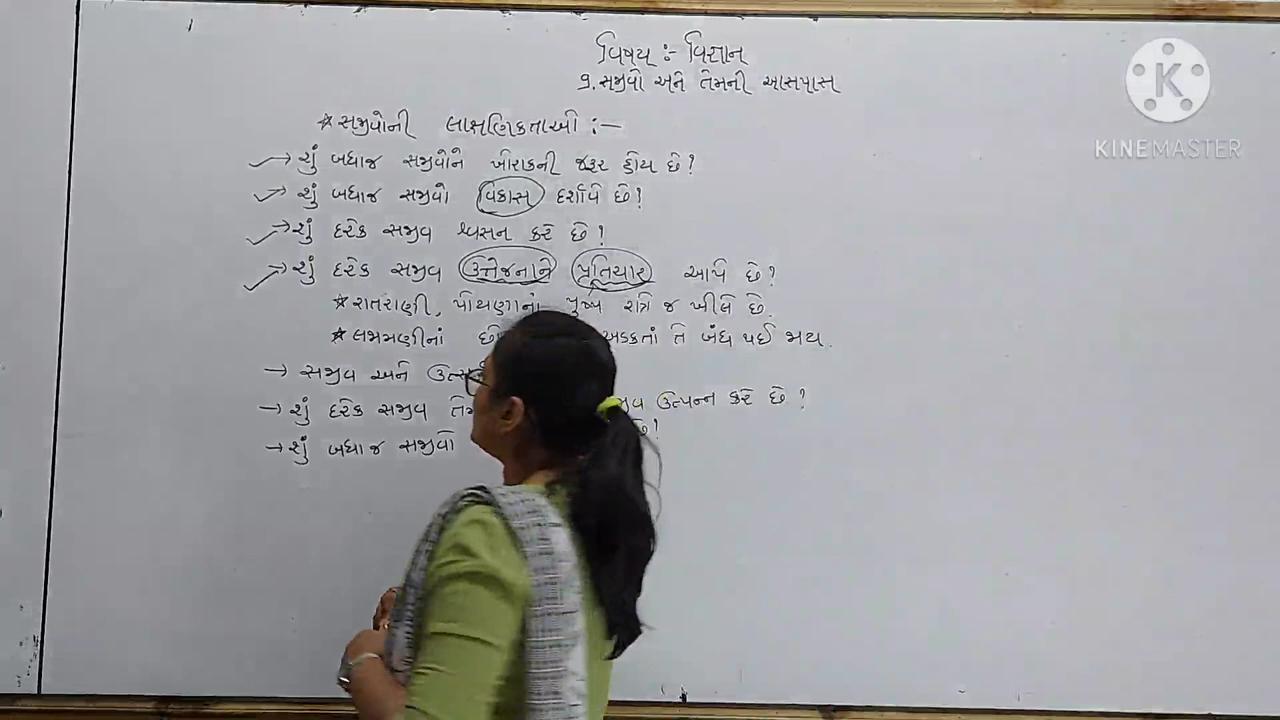 વિષય :- વિજ્ઞાન
9. સજીવો અને તેમની આસપાસ
* સજીવોની લાક્ષણિકતાઓ :-
→ શું બધાજ સજીવોને ખોરાકની જરૂર હોય છે?
→ શું બધાજ સજીવો વિકાસ દર્શાવે છે?
→ શું દરેક સજીવ શ્વસન કરે છે?
→ શું દરેક સજીવ ઉત્તેજનાને પ્રતિચાર આપે છે?
* રાતરાણી, પોયણાનાં પુષ્પ રાત્રે જ ખીલે છે.
* લજામણીનાં અડકતાં તે બંધ થઈ જાય.
→ સજીવ અને
→ શું દરેક સજીવ ઉત્પન્ન કરે છે?
→ શું બધાજ સજીવો છે?
KINEMASTER